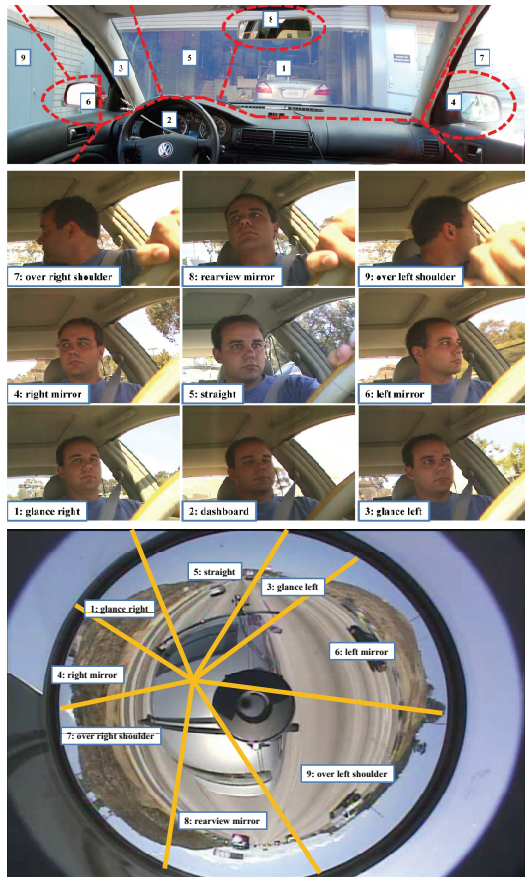 8
9
3
5
1
7
6
4
2
7: over right shoulder
8: rearview mirror
9: over left shoulder
4: right mirror
5: straight
6: left mirror
1: glance right
2: dashboard
3: glance left
5: straight
3: glance left
1: glance right
6: left mirror
4: right mirror
7: over right shoulder
9: over left shoulder
8: rearview mirror